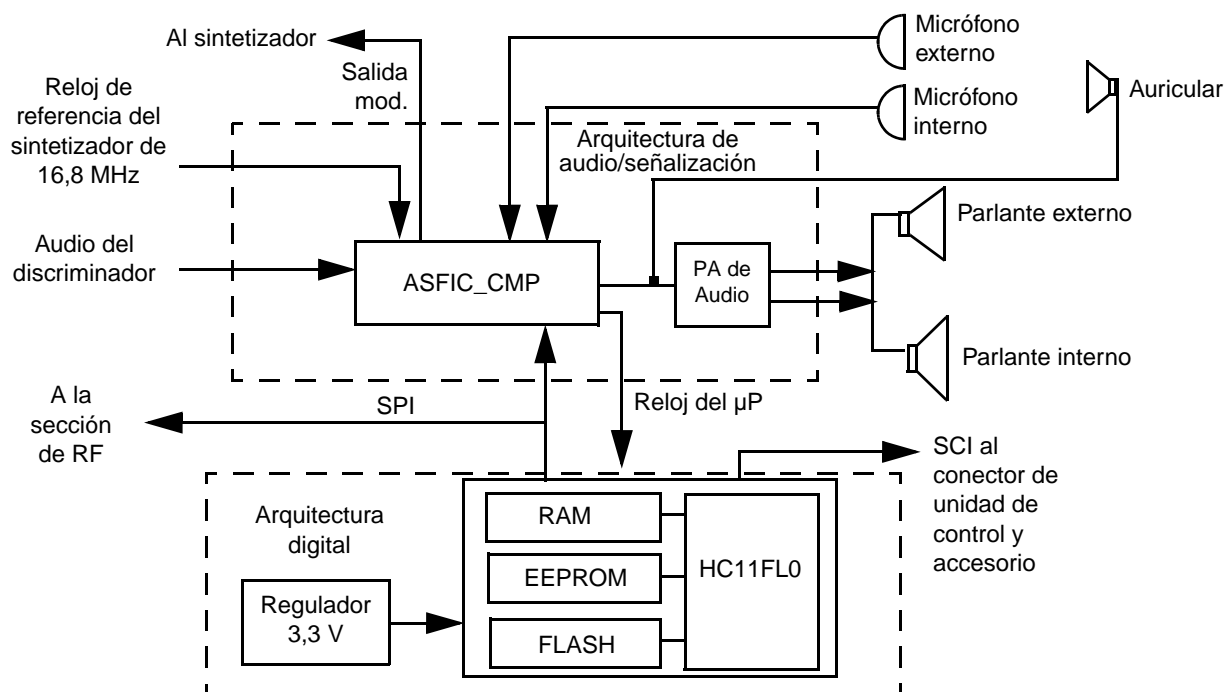 Al sintetizador
Salida
mod.
Micrófono
externo
Micrófono
interno
Auricular
Reloj de
referencia del
sintetizador de
16,8 MHz
Arquitectura de
audio/señalización
Audio del
discriminador
ASFIC_CMP
PA de
Audio
Parlante externo
Parlante interno
A la
sección
de RF
SPI
Reloj del µP
SCI al
conector de
unidad de
control y
accesorio
Arquitectura
digital
Regulador
3,3 V
RAM
EEPROM
FLASH
HC11FL0